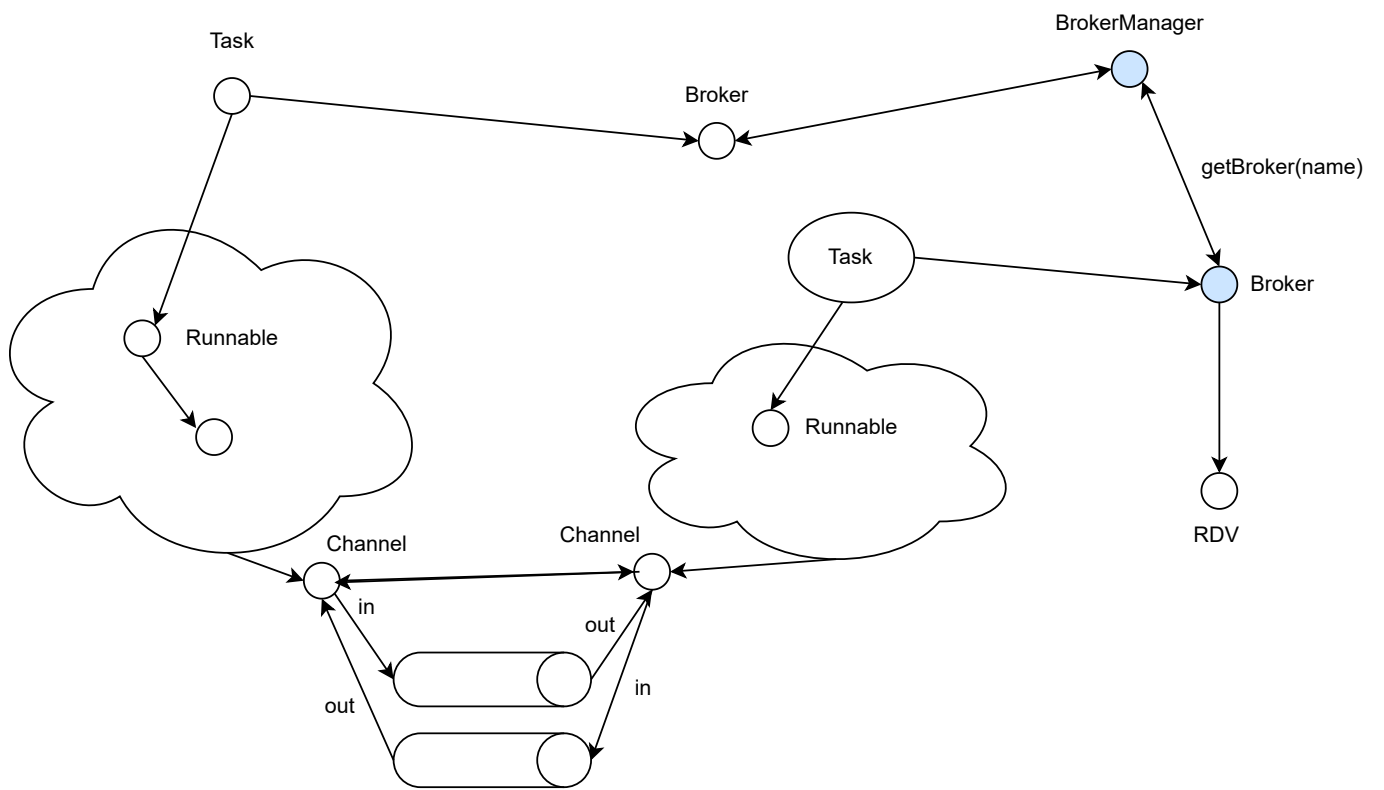 BrokerManager
Task
Broker
getBroker(name)
Task
Broker
Runnable
Runnable
Channel
Channel
RDV
in
out
in
out